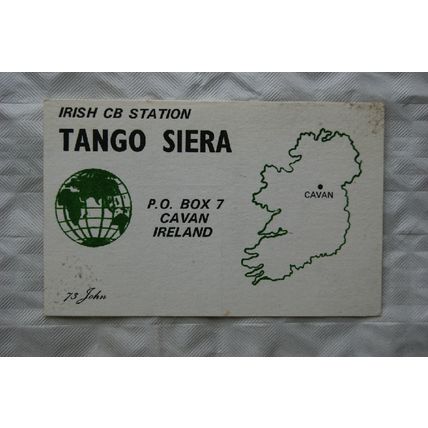 IRISH CB STATION
TANGO SIERA
P.O. BOX 7
CAVAN
IRELAND
CAVAN
73 John